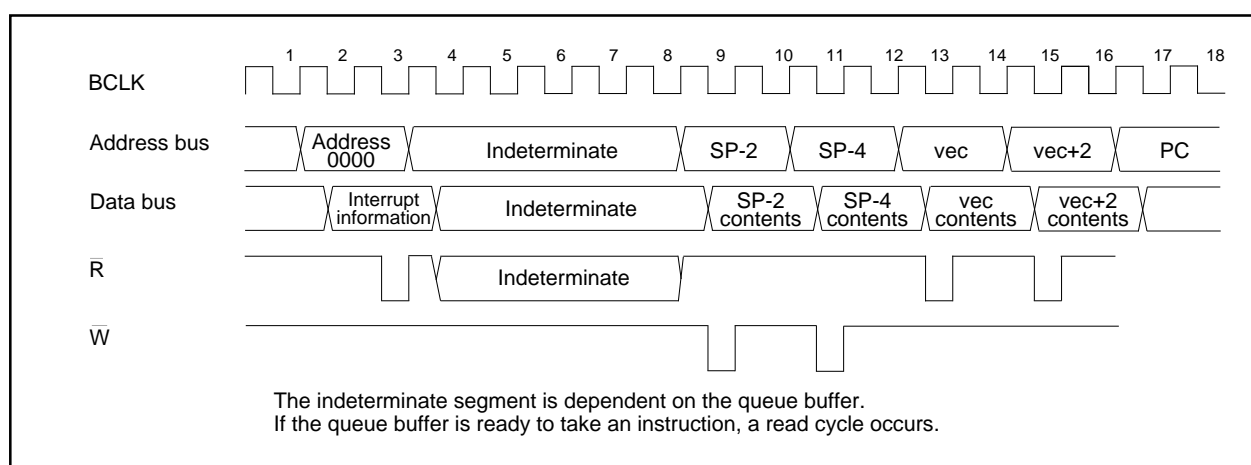 1 2 3 4 5 6 7 8 9 10 11 12 13 14 15 16 17 18
BCLK
Address bus
Address
0000
Indeterminate
SP-2
SP-4
vec
vec+2
PC
Data bus
Interrupt
information
Indeterminate
SP-2
contents
SP-4
contents
vec
contents
vec+2
contents
R̅
Indeterminate
W̅
The indeterminate segment is dependent on the queue buffer.
If the queue buffer is ready to take an instruction, a read cycle occurs.